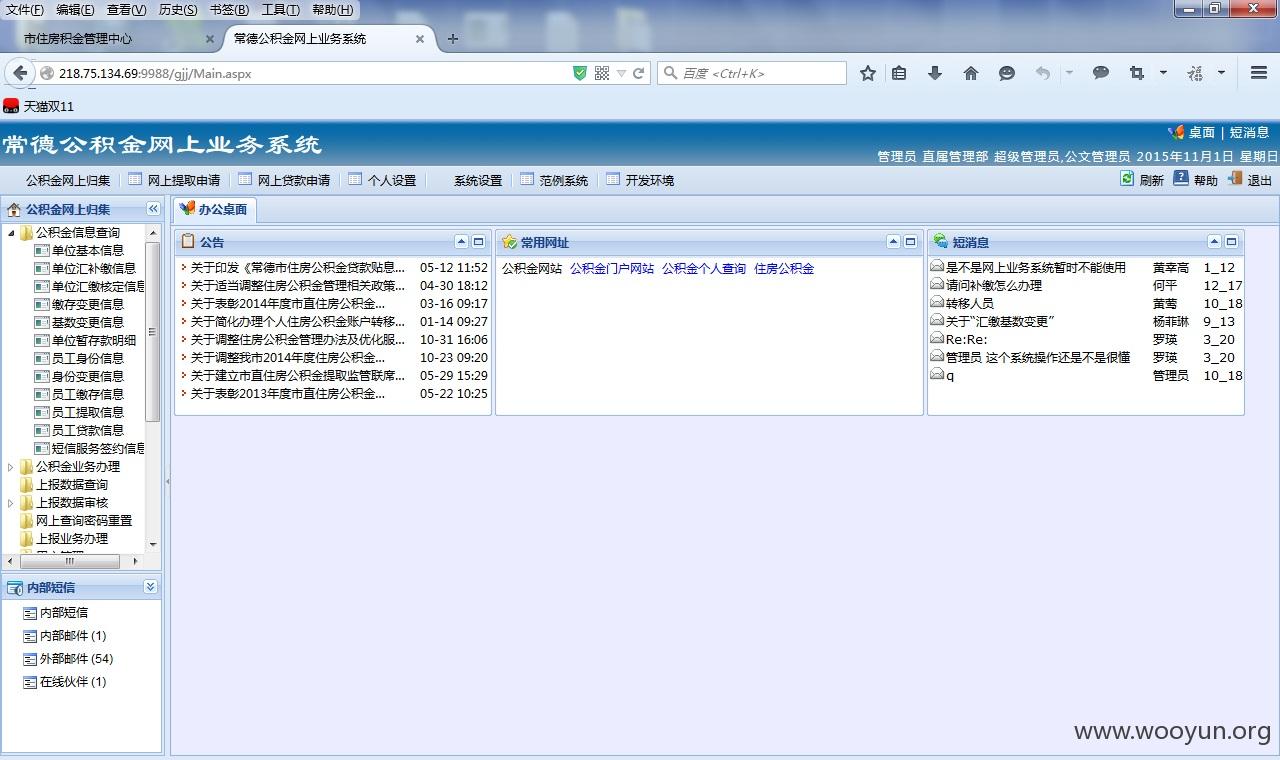 文件(F) 编辑(E) 查看(V) 历史(S) 书签(B) 工具(T) 帮助(H)
市住房积金管理中心 × 常德公积金网上业务系统 × +
218.75.134.69:9988/gjj/Main.aspx 百度 <Ctrl+K>
天猫双11
桌面 | 短消息
常德公积金网上业务系统
管理员 直属管理部 超级管理员,公文管理员 2015年11月1日 星期日
公积金网上归集 网上提取申请 网上贷款申请 个人设置 系统设置 范例系统 开发环境 刷新 帮助 退出
公积金网上归集
公积金信息查询
单位基本信息
单位汇补缴信息
单位汇缴核定信息
缴存变更信息
基数变更信息
单位暂存款明细
员工身份信息
身份变更信息
员工缴存信息
员工提取信息
员工贷款信息
短信服务签约信息
公积金业务办理
上报数据查询
上报数据审核
网上查询密码重置
上报业务办理
内部短信
内部短信
内部邮件 (1)
外部邮件 (54)
在线伙伴 (1)
办公桌面
公告
关于印发《常德市住房公积金贷款贴息... 05-12 11:52
关于适当调整住房公积金管理相关政策... 04-30 18:12
关于表彰2014年度市直住房公积金... 03-16 09:17
关于简化办理个人住房公积金账户转移... 01-14 09:27
关于调整住房公积金管理办法及优化服... 10-31 16:06
关于调整我市2014年度住房公积金... 10-23 09:20
关于建立市直住房公积金提取监管联席... 05-29 15:29
关于表彰2013年度市直住房公积金... 05-22 10:25
常用网址
公积金网站 公积金门户网站 公积金个人查询 住房公积金
短消息
是不是网上业务系统暂时不能使用 黄幸高 1_12
请问补缴怎么办理 何平 12_17
转移人员 黄莺 10_18
关于“汇缴基数变更” 杨菲琳 9_13
Re:Re: 罗瑛 3_20
管理员 这个系统操作还是不是很懂 罗瑛 3_20
q 管理员 10_18
www.wooyun.org